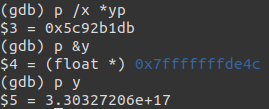 (gdb) p /x *yp
$3 = 0x5c92b1db
(gdb) p &y
$4 = (float *) 0x7fffffffde4c
(gdb) p y
$5 = 3.30327206e+17